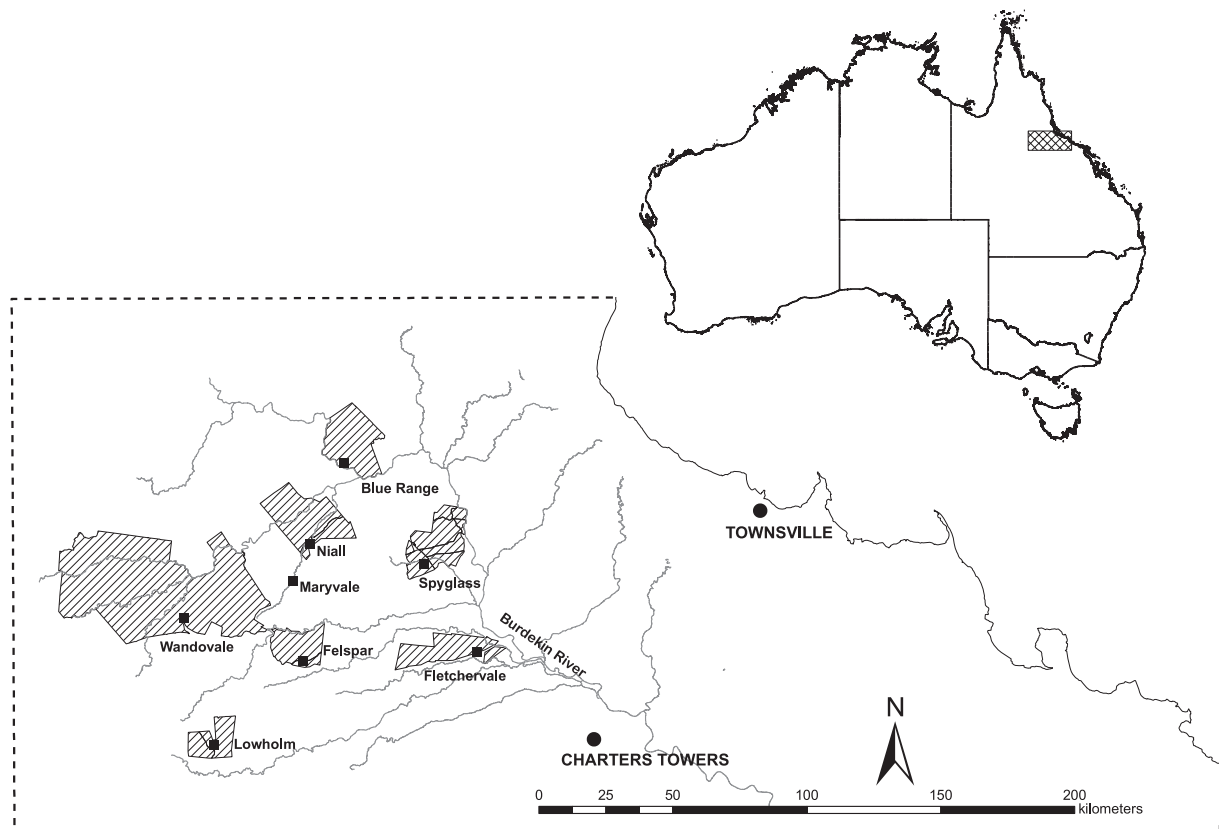 Blue Range
TOWNSVILLE
Niall
Maryvale
Spyglass
Burdekin River
Wandovale
Felspar
Fletchervale
N
Lowholm
CHARTERS TOWERS
0 25 50 100 150 200
kilometers